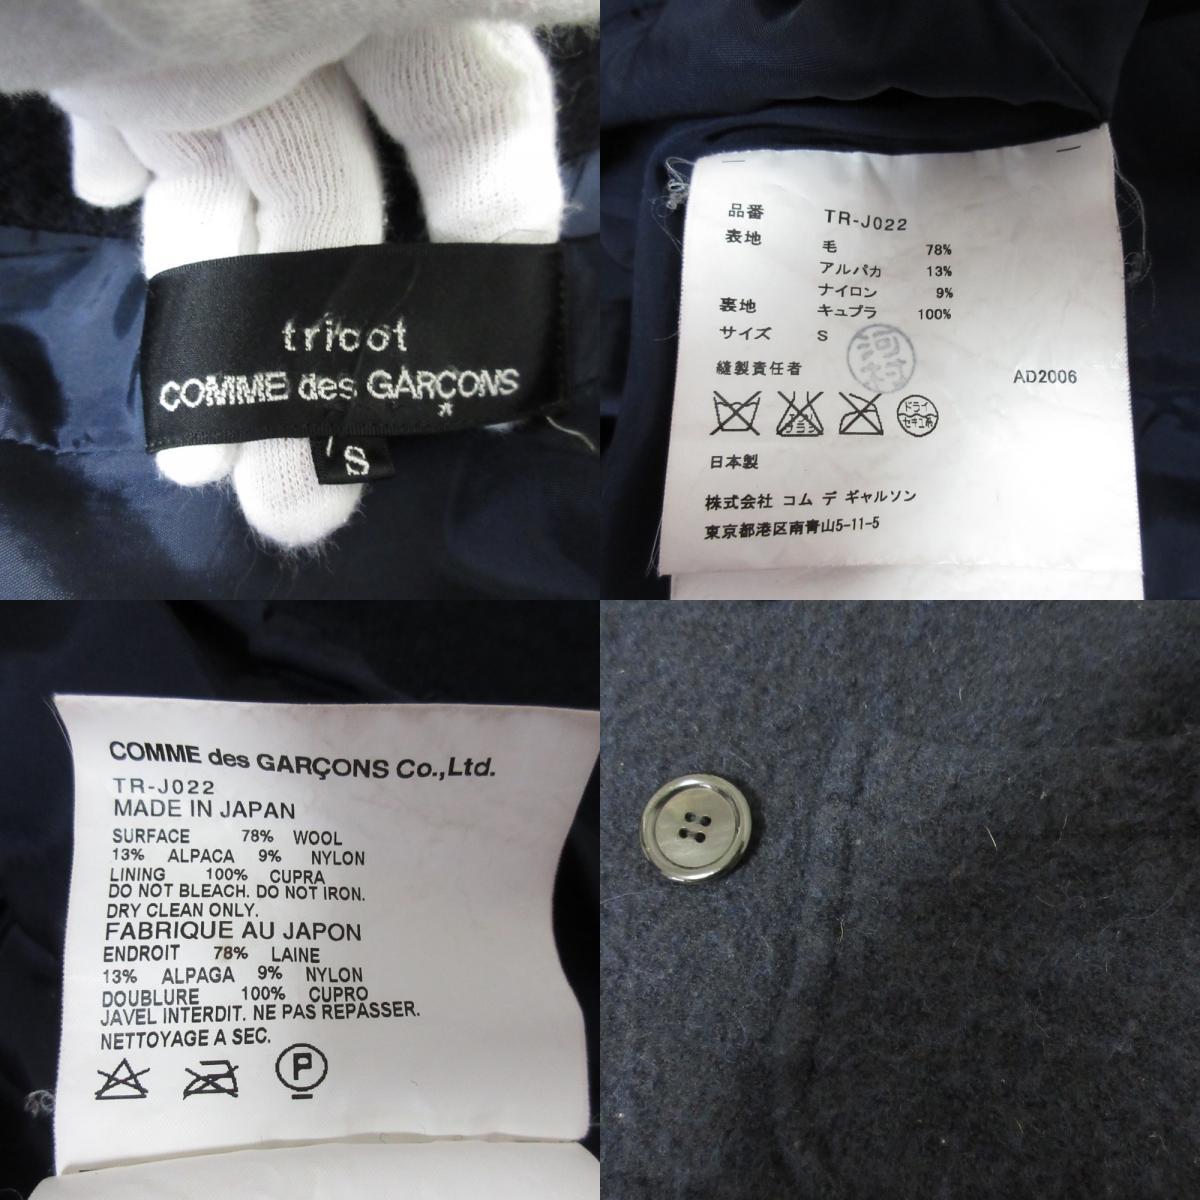 tricot
COMME des GARÇONS
S
品番 TR-J022
表地 毛 78%
アルパカ 13%
ナイロン 9%
裏地 キュプラ 100%
サイズ S
縫製責任者 河村
AD2006
ドライ
セキユ系
日本製
株式会社 コム デ ギャルソン
東京都港区南青山5-11-5
COMME des GARÇONS Co.,Ltd.
TR-J022
MADE IN JAPAN
SURFACE 78% WOOL
13% ALPACA 9% NYLON
LINING 100% CUPRA
DO NOT BLEACH. DO NOT IRON.
DRY CLEAN ONLY.
FABRIQUE AU JAPON
ENDROIT 78% LAINE
13% ALPAGA 9% NYLON
DOUBLURE 100% CUPRO
JAVEL INTERDIT. NE PAS REPASSER.
NETTOYAGE A SEC.
P